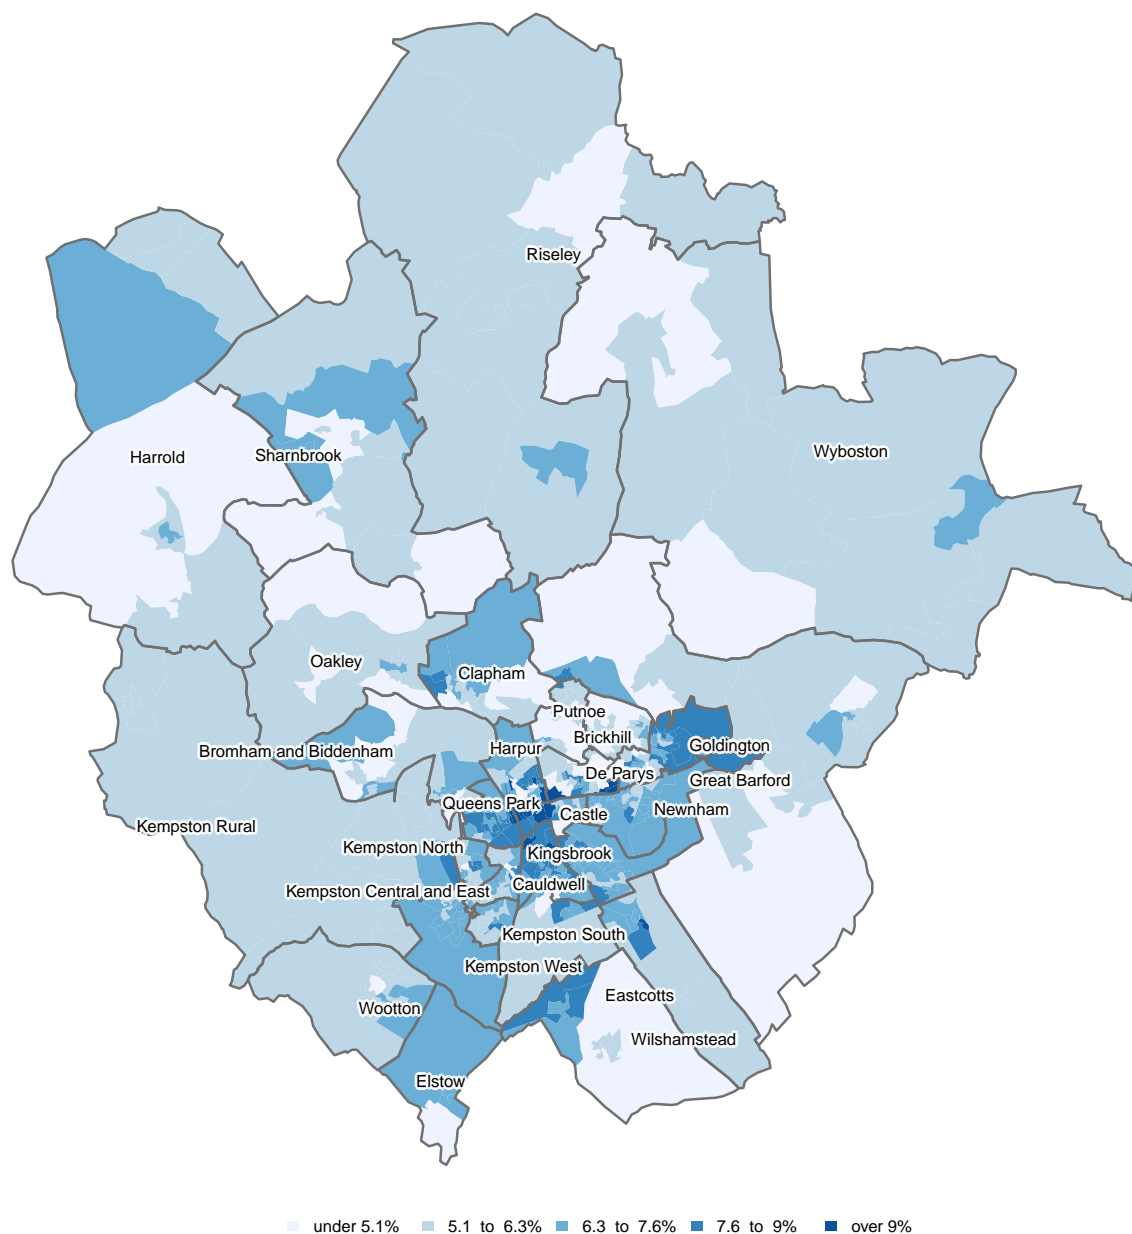 Riseley
Wyboston
Harrold
Sharnbrook
Oakley
Clapham
Putnoe
Brickhill
Bromham and Biddenham
Harpur
Goldington
De Parys
Great Barford
Queens Park
Castle
Newnham
Kempston Rural
Kempston North
Kingsbrook
Cauldwell
Kempston Central and East
Kempston South
Kempston West
Eastcotts
Wootton
Wilshamstead
Elstow
under 5.1% 5.1 to 6.3% 6.3 to 7.6% 7.6 to 9% over 9%